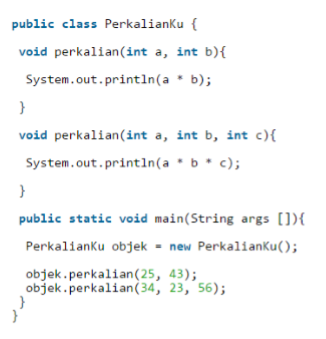 public class PerkalianKu {
void perkalian(int a, int b){
System.out.println(a * b);
}
void perkalian(int a, int b, int c){
System.out.println(a * b * c);
}
public static void main(String args []){
PerkalianKu objek = new PerkalianKu();
objek.perkalian(25, 43);
objek.perkalian(34, 23, 56);
}
}